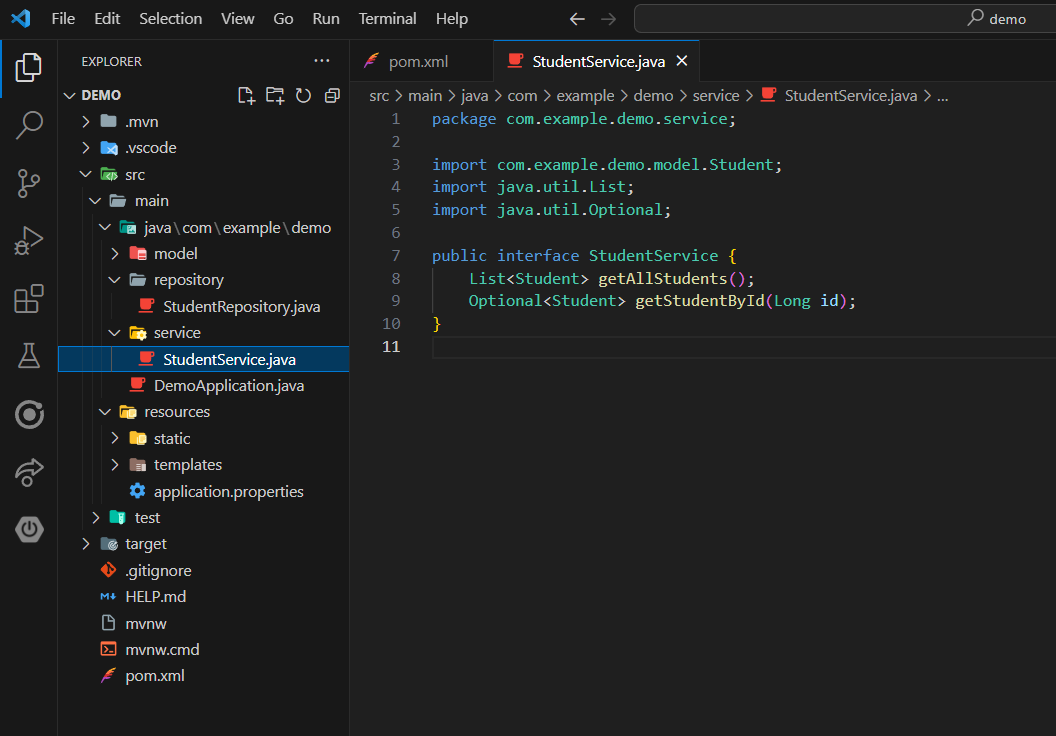 File Edit Selection View Go Run Terminal Help
demo
EXPLORER
DEMO
.mvn
.vscode
src
main
java\com\example\demo
model
repository
StudentRepository.java
service
StudentService.java
DemoApplication.java
resources
static
templates
application.properties
test
target
.gitignore
HELP.md
mvnw
mvnw.cmd
pom.xml
pom.xml StudentService.java
src > main > java > com > example > demo > service > StudentService.java > ...
1 package com.example.demo.service;
2
3 import com.example.demo.model.Student;
4 import java.util.List;
5 import java.util.Optional;
6
7 public interface StudentService {
8 List<Student> getAllStudents();
9 Optional<Student> getStudentById(Long id);
10 }
11